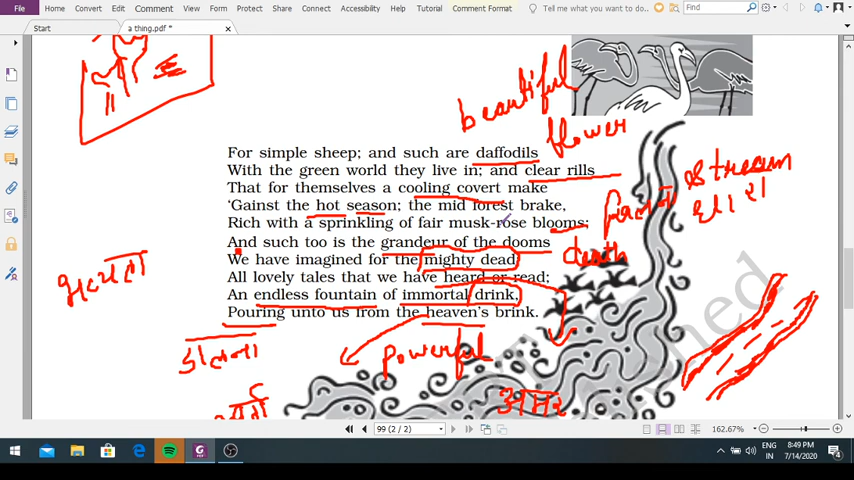 File Home Convert Edit Comment View Form Protect Share Connect Accessibility Help Tutorial Comment Format Tell me what you want to do... Find
Start a thing.pdf *
beautiful
flower
For simple sheep; and such are daffodils
With the green world they live in; and clear rills
stream
That for themselves a cooling covert make
'Gainst the hot season; the mid forest brake,
Rich with a sprinkling of fair musk-rose blooms;
And such too is the grandeur of the dooms
death
We have imagined for the mighty dead;
All lovely tales that we have heard or read;
An endless fountain of immortal drink,
Pouring unto us from the heaven's brink.
powerful
99 (2 / 2) 162.67%
ENG 8:49 PM
IN 7/14/2020 4